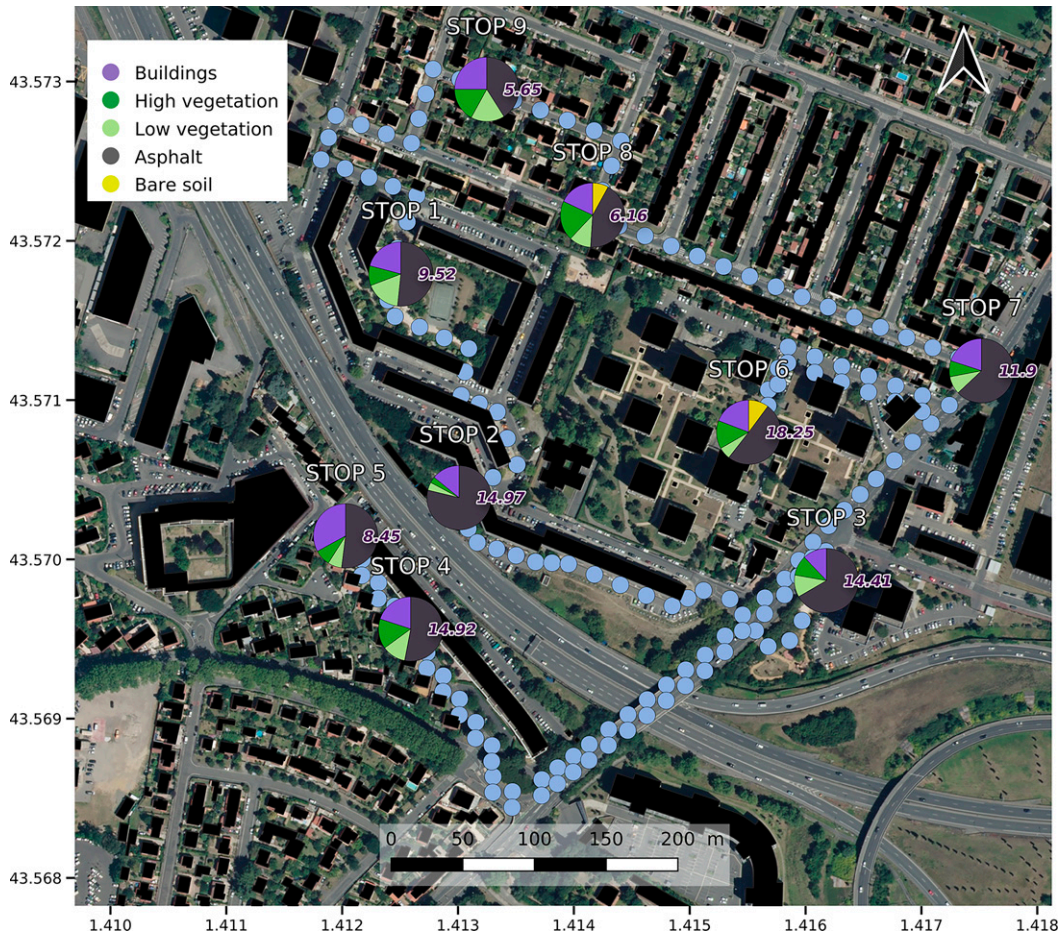 STOP 9
43.573
Buildings
High vegetation
Low vegetation
Asphalt
Bare soil
5.65
STOP 8
6.16
43.572
STOP 1
9.52
STOP 7
11.9
STOP 6
18.25
43.571
STOP 2
14.97
STOP 5
8.45
STOP 3
14.41
43.570
STOP 4
14.92
43.569
0 50 100 150 200 m
43.568
1.410 1.411 1.412 1.413 1.414 1.415 1.416 1.417 1.418